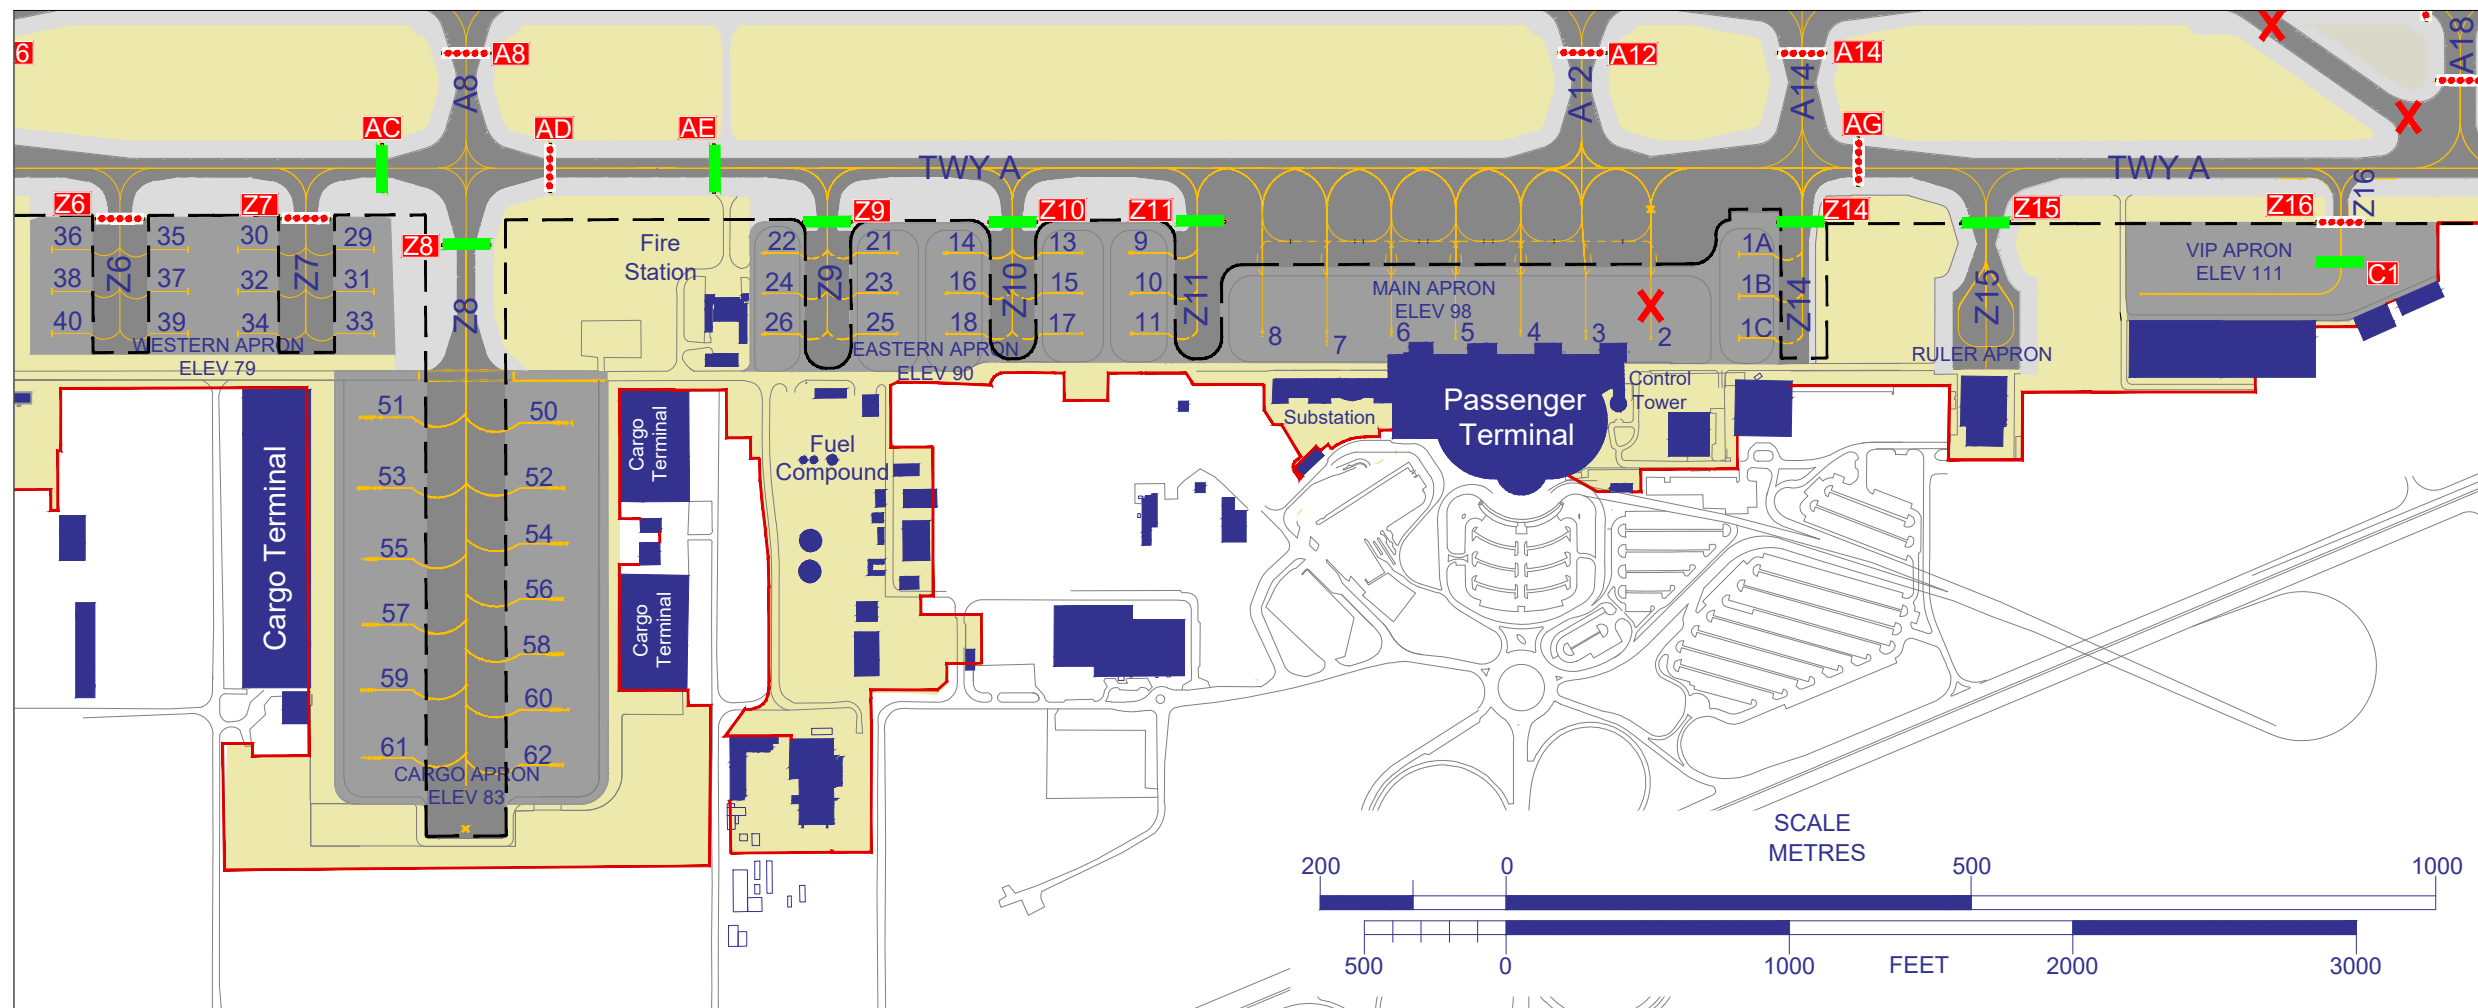 6
A8
A8
A12
A12
A14
A14
A18
AC
AD
AE
AG
TWY A
TWY A
Z6
Z7
Z8
Z9
Z10
Z11
Z14
Z15
Z16
Z16
C1
36
35
30
29
38
37
32
31
40
39
34
33
Z6
Z7
Z8
WESTERN APRON
ELEV 79
Fire
Station
22
21
14
13
9
24
23
16
15
10
26
25
18
17
11
Z9
Z10
Z11
EASTERN APRON
ELEV 90
MAIN APRON
ELEV 98
8
7
6
5
4
3
2
1A
1B
1C
Z14
Z15
RULER APRON
VIP APRON
ELEV 111
Control
Tower
Substation
Passenger
Terminal
Cargo Terminal
Cargo
Terminal
Cargo
Terminal
Fuel
Compound
51
50
53
52
55
54
57
56
59
58
61
60
62
CARGO APRON
ELEV 83
SCALE
METRES
200
0
500
1000
500
0
1000
FEET
2000
3000